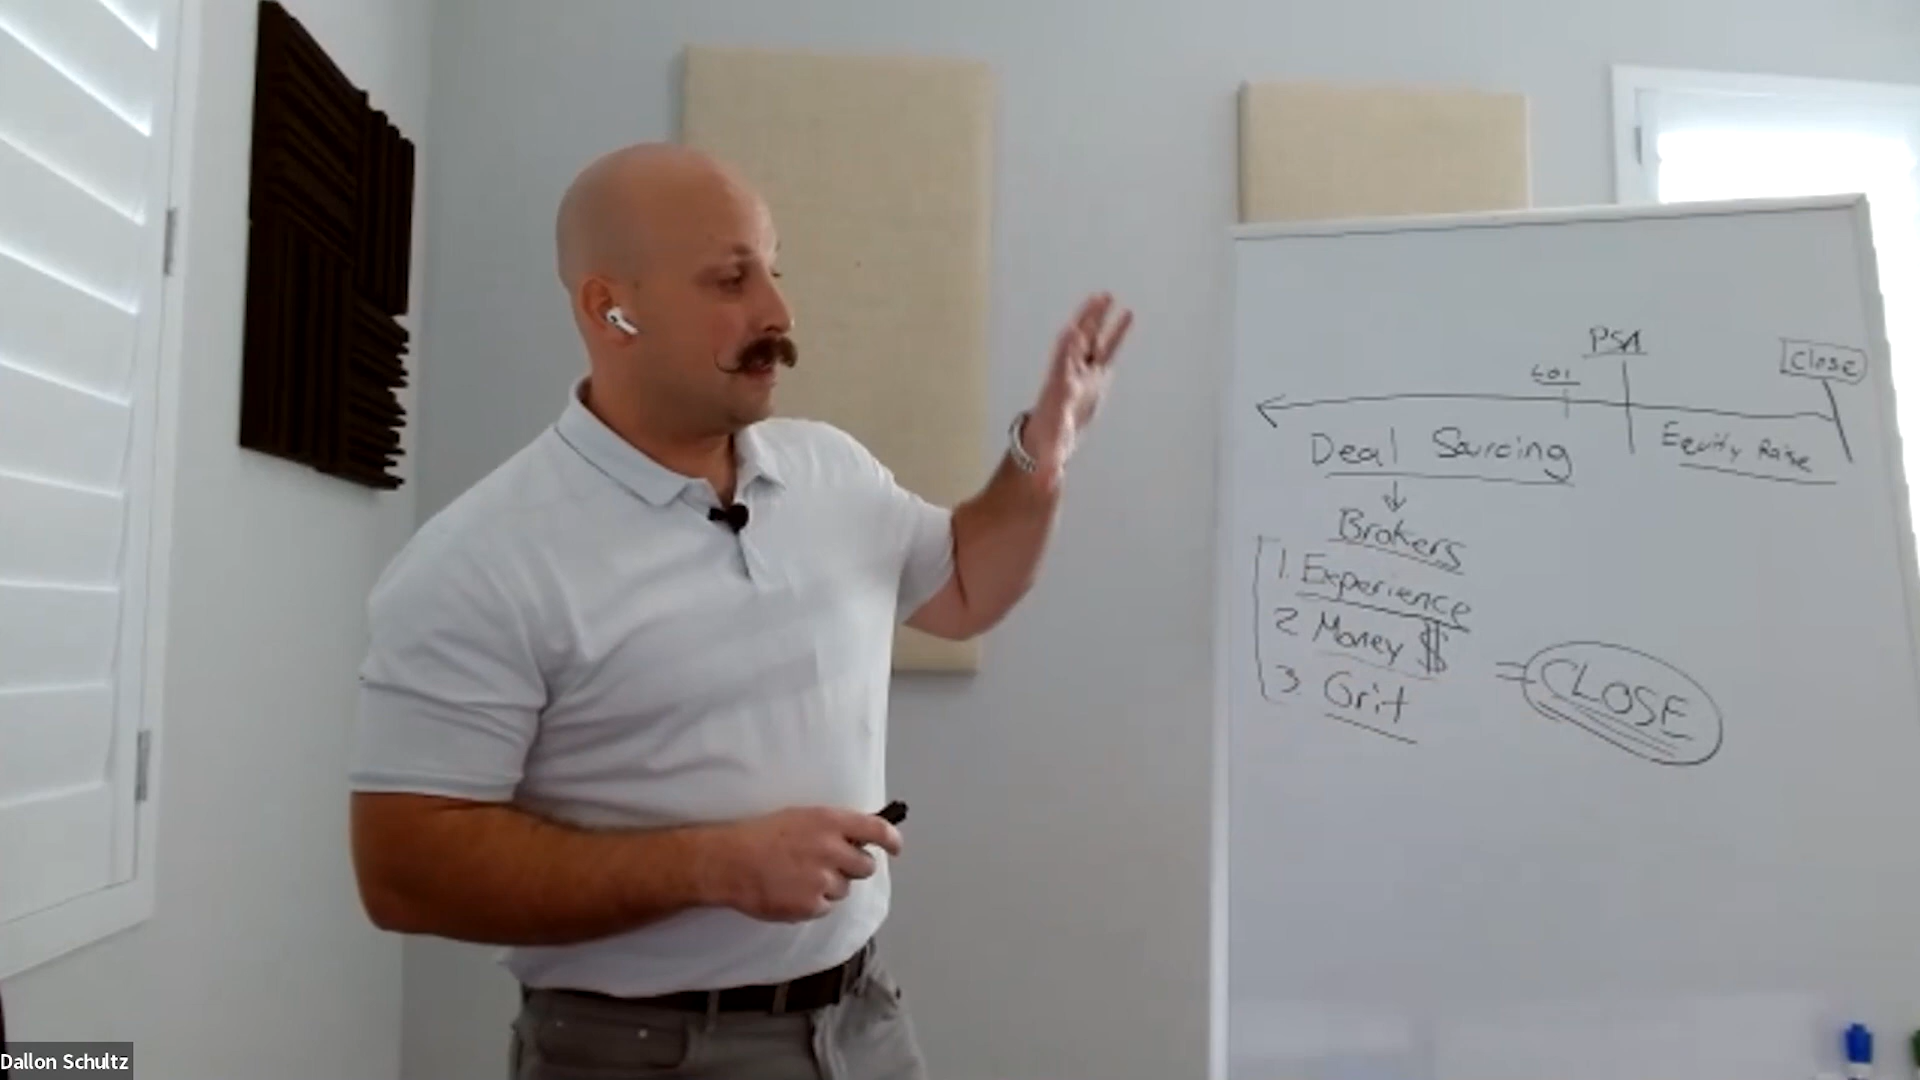 PSA
LOI
Close
Deal Sourcing
Equity Raise
Brokers
1. Experience
2 Money $
3. Grit
= CLOSE
Dallon Schultz